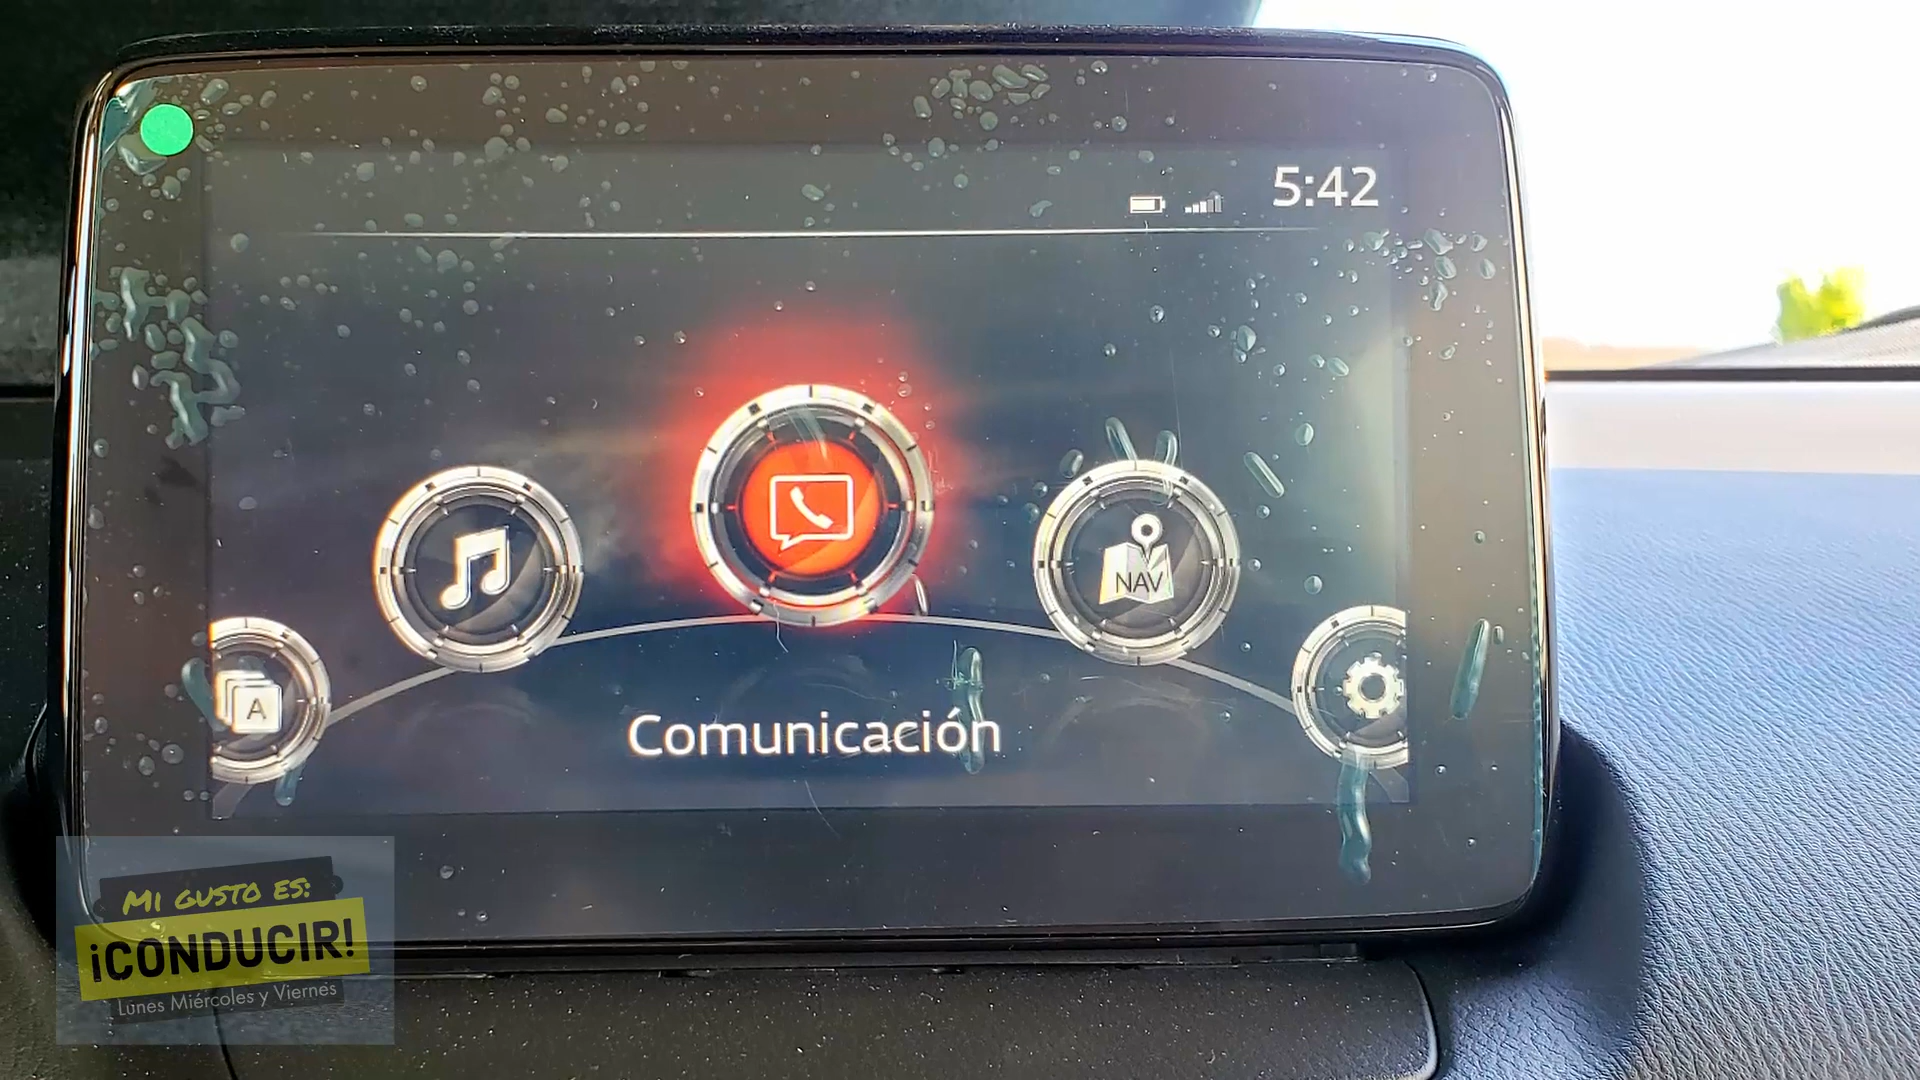 5:42
NAV
A
Comunicación
MI GUSTO ES:
¡CONDUCIR!
Lunes Miércoles y Viernes